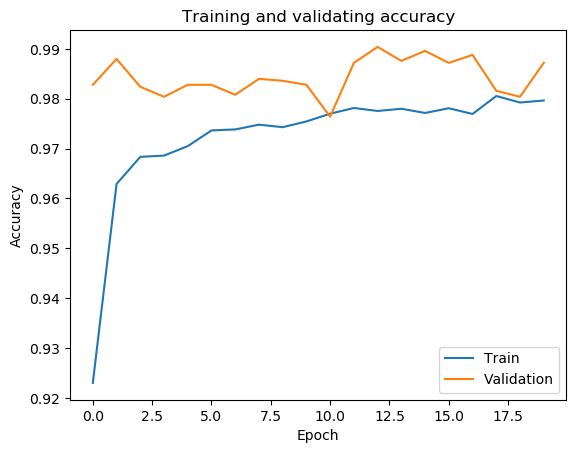 Training and validating accuracy
Accuracy
0.99
0.98
0.97
0.96
0.95
0.94
0.93
0.92
0.0 2.5 5.0 7.5 10.0 12.5 15.0 17.5
Epoch
Train
Validation